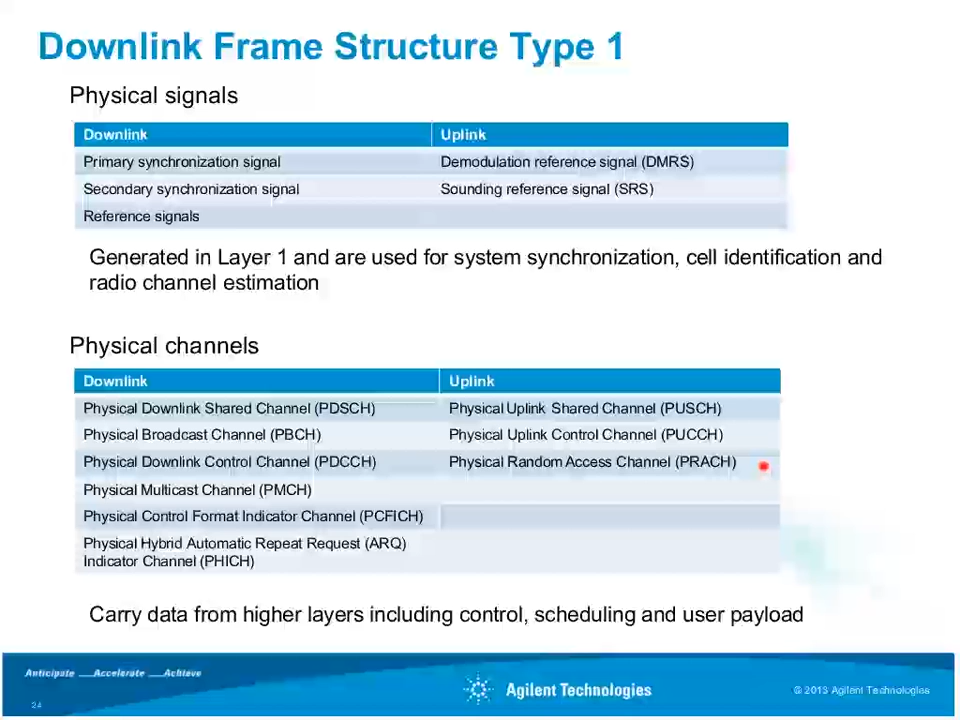 Downlink Frame Structure Type 1
Physical signals
Downlink Uplink
Primary synchronization signal Demodulation reference signal (DMRS)
Secondary synchronization signal Sounding reference signal (SRS)
Reference signals
Generated in Layer 1 and are used for system synchronization, cell identification and
radio channel estimation
Physical channels
Downlink Uplink
Physical Downlink Shared Channel (PDSCH) Physical Uplink Shared Channel (PUSCH)
Physical Broadcast Channel (PBCH) Physical Uplink Control Channel (PUCCH)
Physical Downlink Control Channel (PDCCH) Physical Random Access Channel (PRACH)
Physical Multicast Channel (PMCH)
Physical Control Format Indicator Channel (PCFICH)
Physical Hybrid Automatic Repeat Request (ARQ)
Indicator Channel (PHICH)
Carry data from higher layers including control, scheduling and user payload
Anticipate __Accelerate __Achieve
Agilent Technologies
© 2013 Agilent Technologies
24